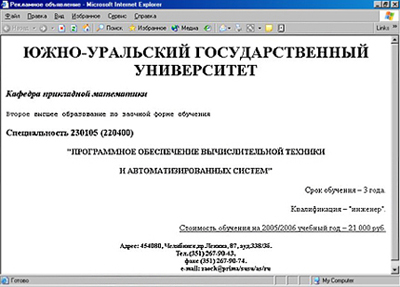 Рекламное объявление - Microsoft Internet Explorer
Файл Правка Вид Избранное Сервис Справка
Назад Поиск Избранное Медиа Links
ЮЖНО-УРАЛЬСКИЙ ГОСУДАРСТВЕННЫЙ
УНИВЕРСИТЕТ
Кафедра прикладной математики
Второе высшее образование по заочной форме обучения
Специальность 230105 (220400)
"ПРОГРАММНОЕ ОБЕСПЕЧЕНИЕ ВЫЧИСЛИТЕЛЬНОЙ ТЕХНИКИ
И АВТОМАТИЗИРОВАННЫХ СИСТЕМ"
Срок обучения – 3 года.
Квалификация – "инженер".
Стоимость обучения на 2005/2006 учебный год – 21 000 руб.
Адрес: 454080, Челябинск, пр.Ленина, 87, ауд.338/3б.
Тел.(351) 267-90-43,
факс (351) 267-90-74.
e-mail:
Готово My Computer